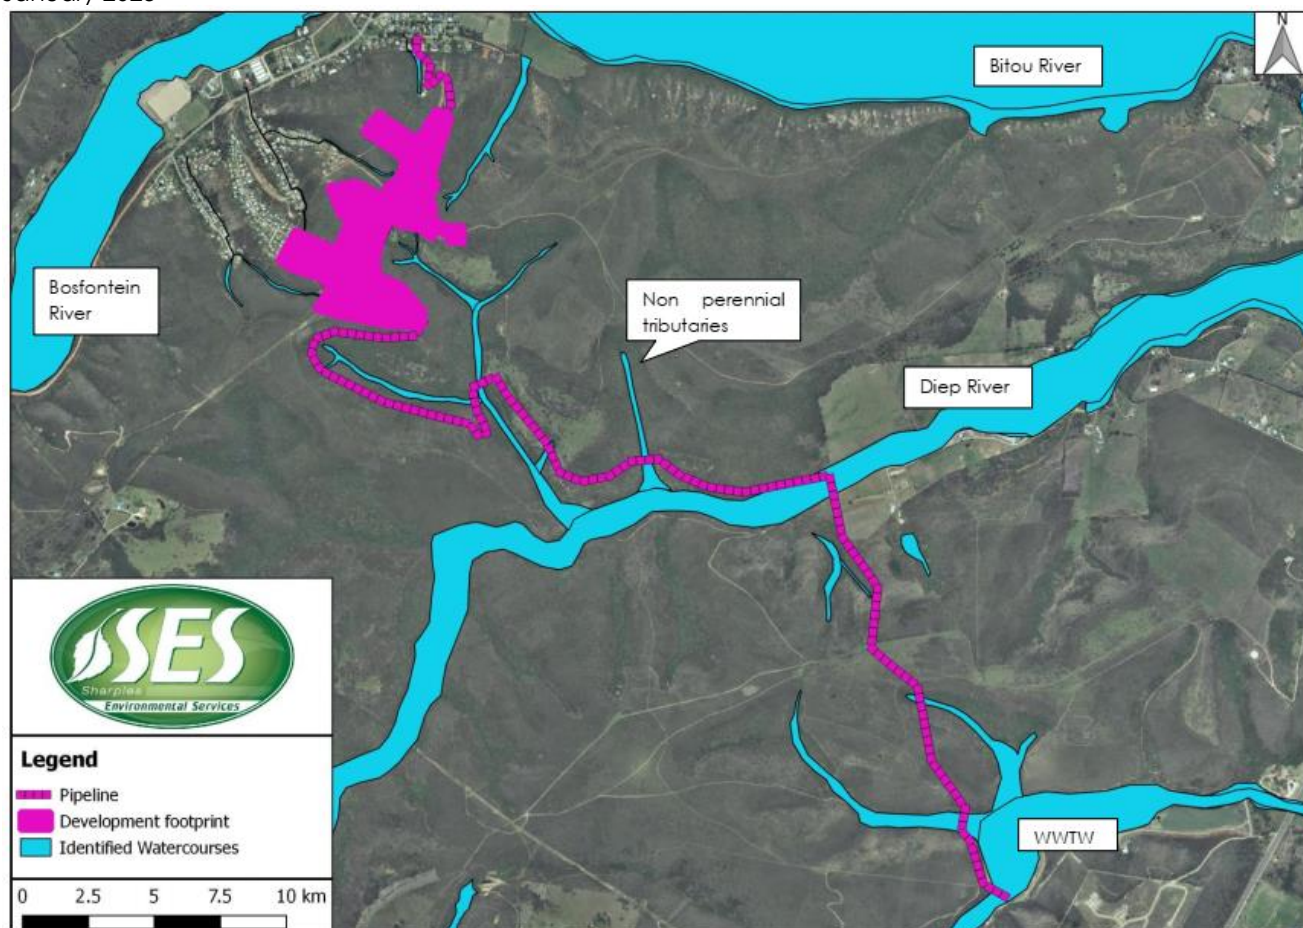 N
Bitou River
Bosfontein
River
Non perennial
tributaries
Diep River
SES
Sharples
Environmental Services
Legend
Pipeline
Development footprint
Identified Watercourses
WWTW
0 2.5 5 7.5 10 km